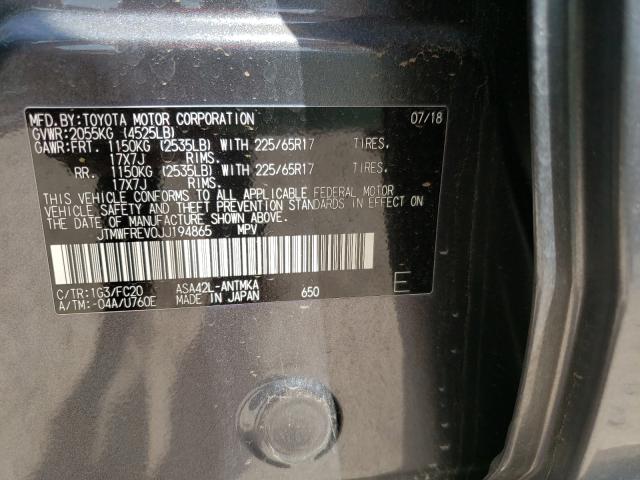 MFD.BY:TOYOTA MOTOR CORPORATION 07/18
GVWR:2055KG (4525LB)
GAWR:FRT. 1150KG (2535LB) WITH 225/65R17 TIRES,
17X7J RIMS,
RR. 1150KG (2535LB) WITH 225/65R17 TIRES,
17X7J RIMS,
THIS VEHICLE CONFORMS TO ALL APPLICABLE FEDERAL MOTOR
VEHICLE SAFETY AND THEFT PREVENTION STANDARDS IN EFFECT ON
THE DATE OF MANUFACTURE SHOWN ABOVE.
JTMWFREV0JJ194865 MPV
C/TR:1G3/FC20 ASA42L-ANTMKA
A/TM:-04A/U760E MADE IN JAPAN 650 E